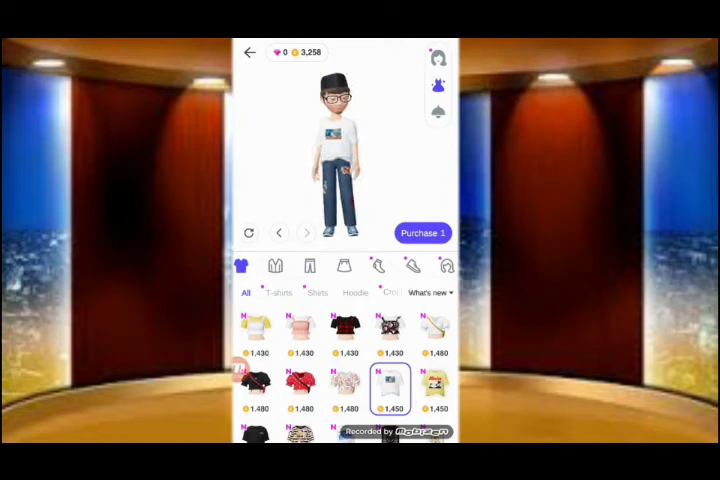 0 3,258
Purchase 1
All T-shirts Shirts Hoodie What's new
N N N N N
1,430 1,430 1,430 1,430 1,480
N N N N N
1,480 1,480 1,480 1,450 1,450
N N N
Recorded by Mobizen